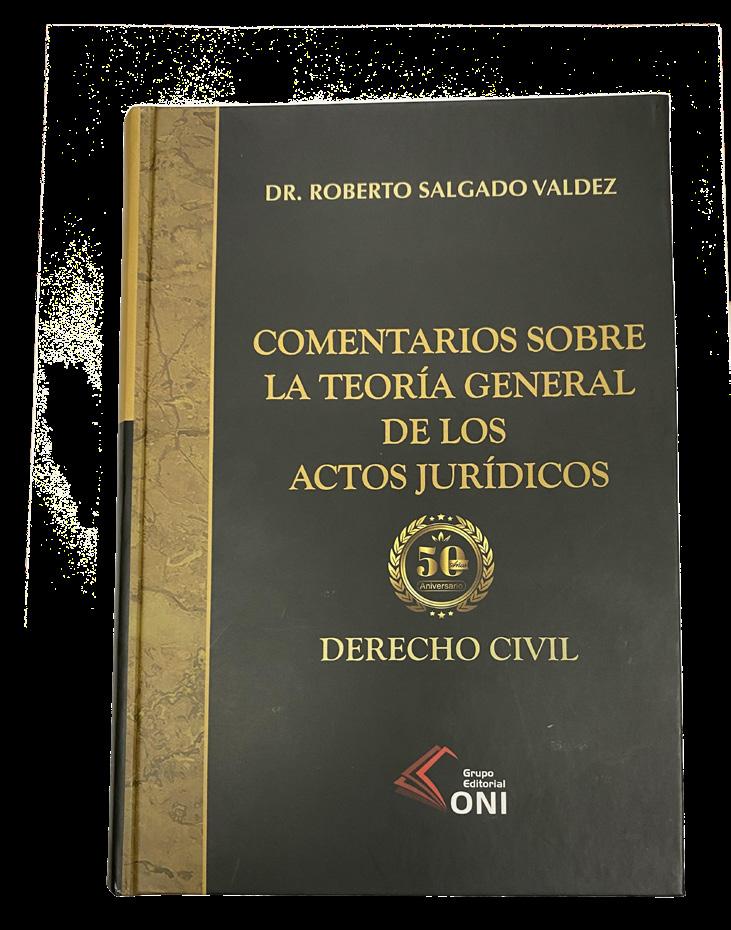 DR. ROBERTO SALGADO VALDEZ
COMENTARIOS SOBRE
LA TEORÍA GENERAL
DE LOS
ACTOS JURÍDICOS
50
Años
Aniversario
DERECHO CIVIL
Grupo
Editorial
ONI